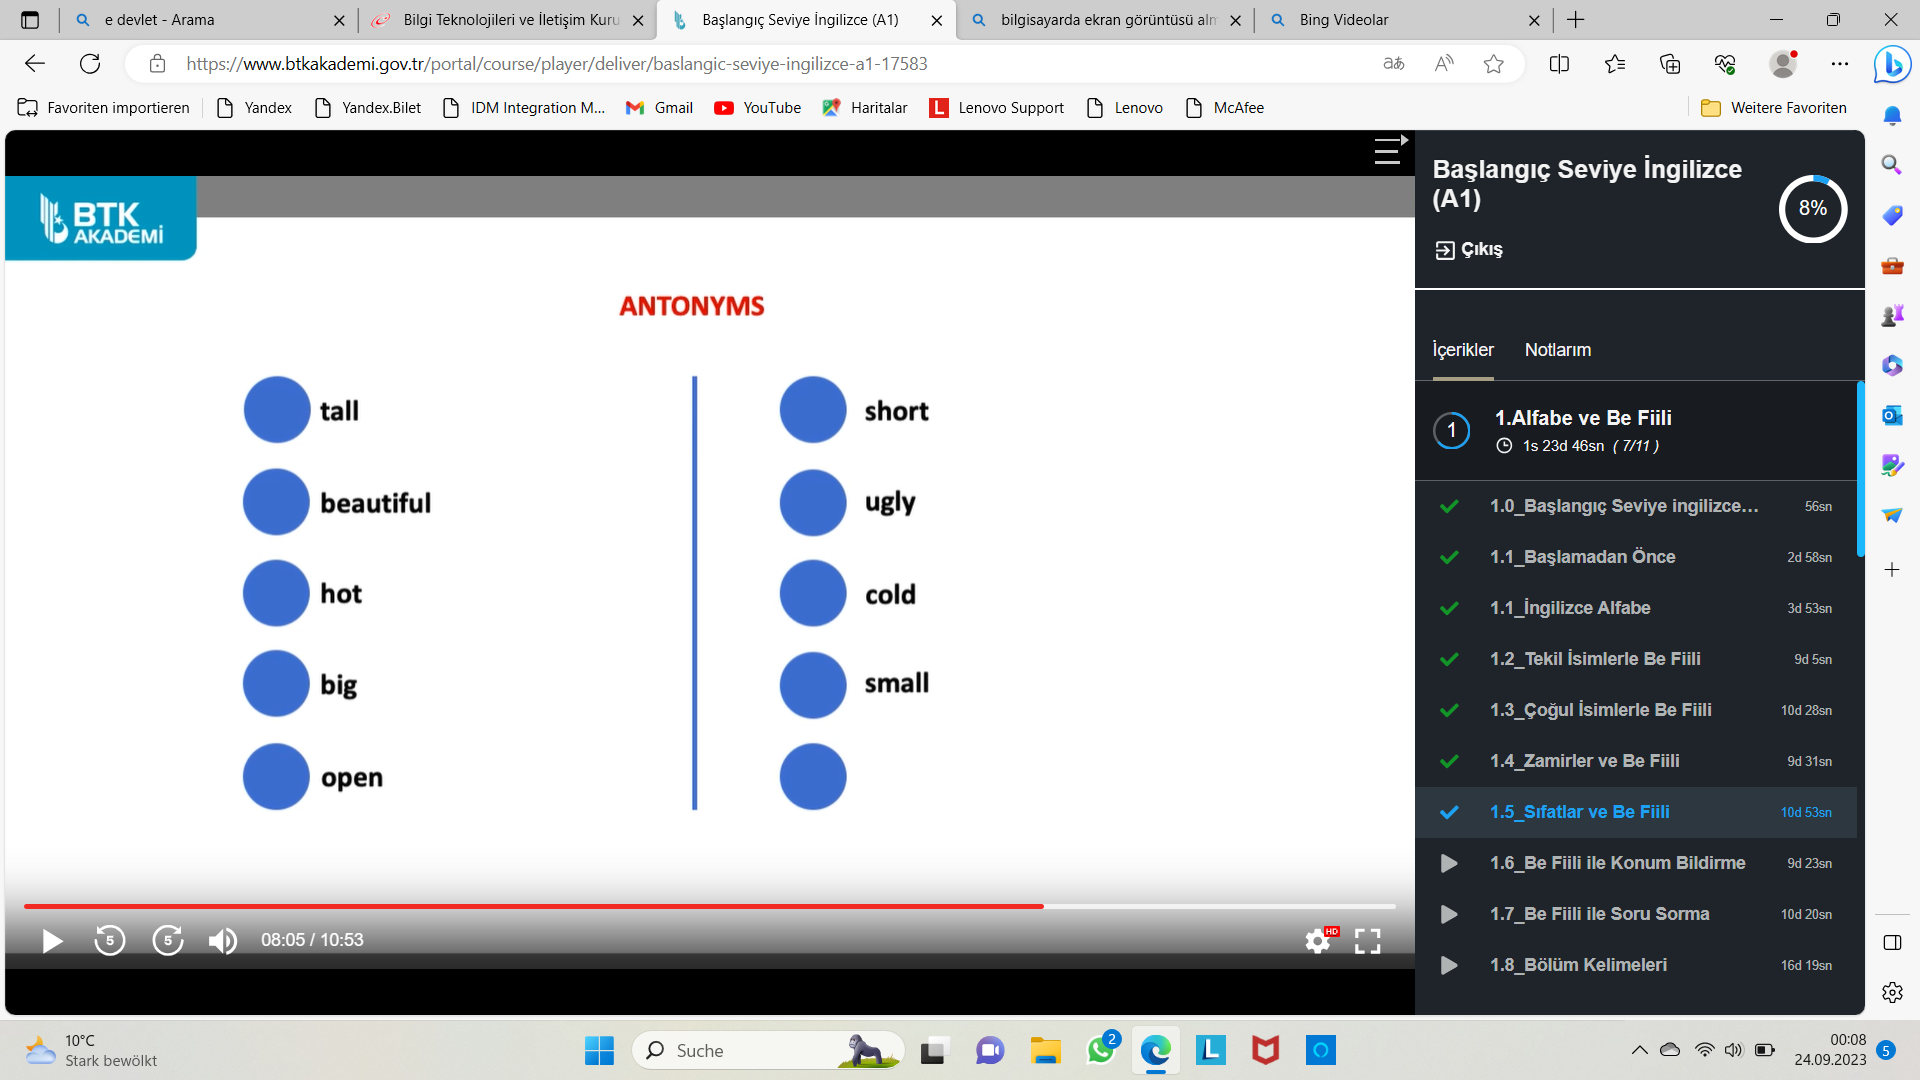 e devlet - Arama
Bilgi Teknolojileri ve İletişim Kuru
Başlangıç Seviye İngilizce (A1)
bilgisayarda ekran görüntüsü alm
Bing Videolar
https://www.btkakademi.gov.tr/portal/course/player/deliver/baslangic-seviye-ingilizce-a1-17583
Favoriten importieren
Yandex
Yandex.Bilet
IDM Integration M...
Gmail
YouTube
Haritalar
Lenovo Support
Lenovo
McAfee
Weitere Favoriten
BTK
AKADEMİ
ANTONYMS
tall
short
beautiful
ugly
hot
cold
big
small
open
5
5
08:05 / 10:53
HD
Başlangıç Seviye İngilizce
(A1)
8%
Çıkış
İçerikler
Notlarım
1
1.Alfabe ve Be Fiili
1s 23d 46sn ( 7/11 )
1.0_Başlangıç Seviye ingilizce... 56sn
1.1_Başlamadan Önce 2d 58sn
1.1_İngilizce Alfabe 3d 53sn
1.2_Tekil İsimlerle Be Fiili 9d 5sn
1.3_Çoğul İsimlerle Be Fiili 10d 28sn
1.4_Zamirler ve Be Fiili 9d 31sn
1.5_Sıfatlar ve Be Fiili 10d 53sn
1.6_Be Fiili ile Konum Bildirme 9d 23sn
1.7_Be Fiili ile Soru Sorma 10d 20sn
1.8_Bölüm Kelimeleri 16d 19sn
10°C
Stark bewölkt
Suche
2
00:08
24.09.2023
5